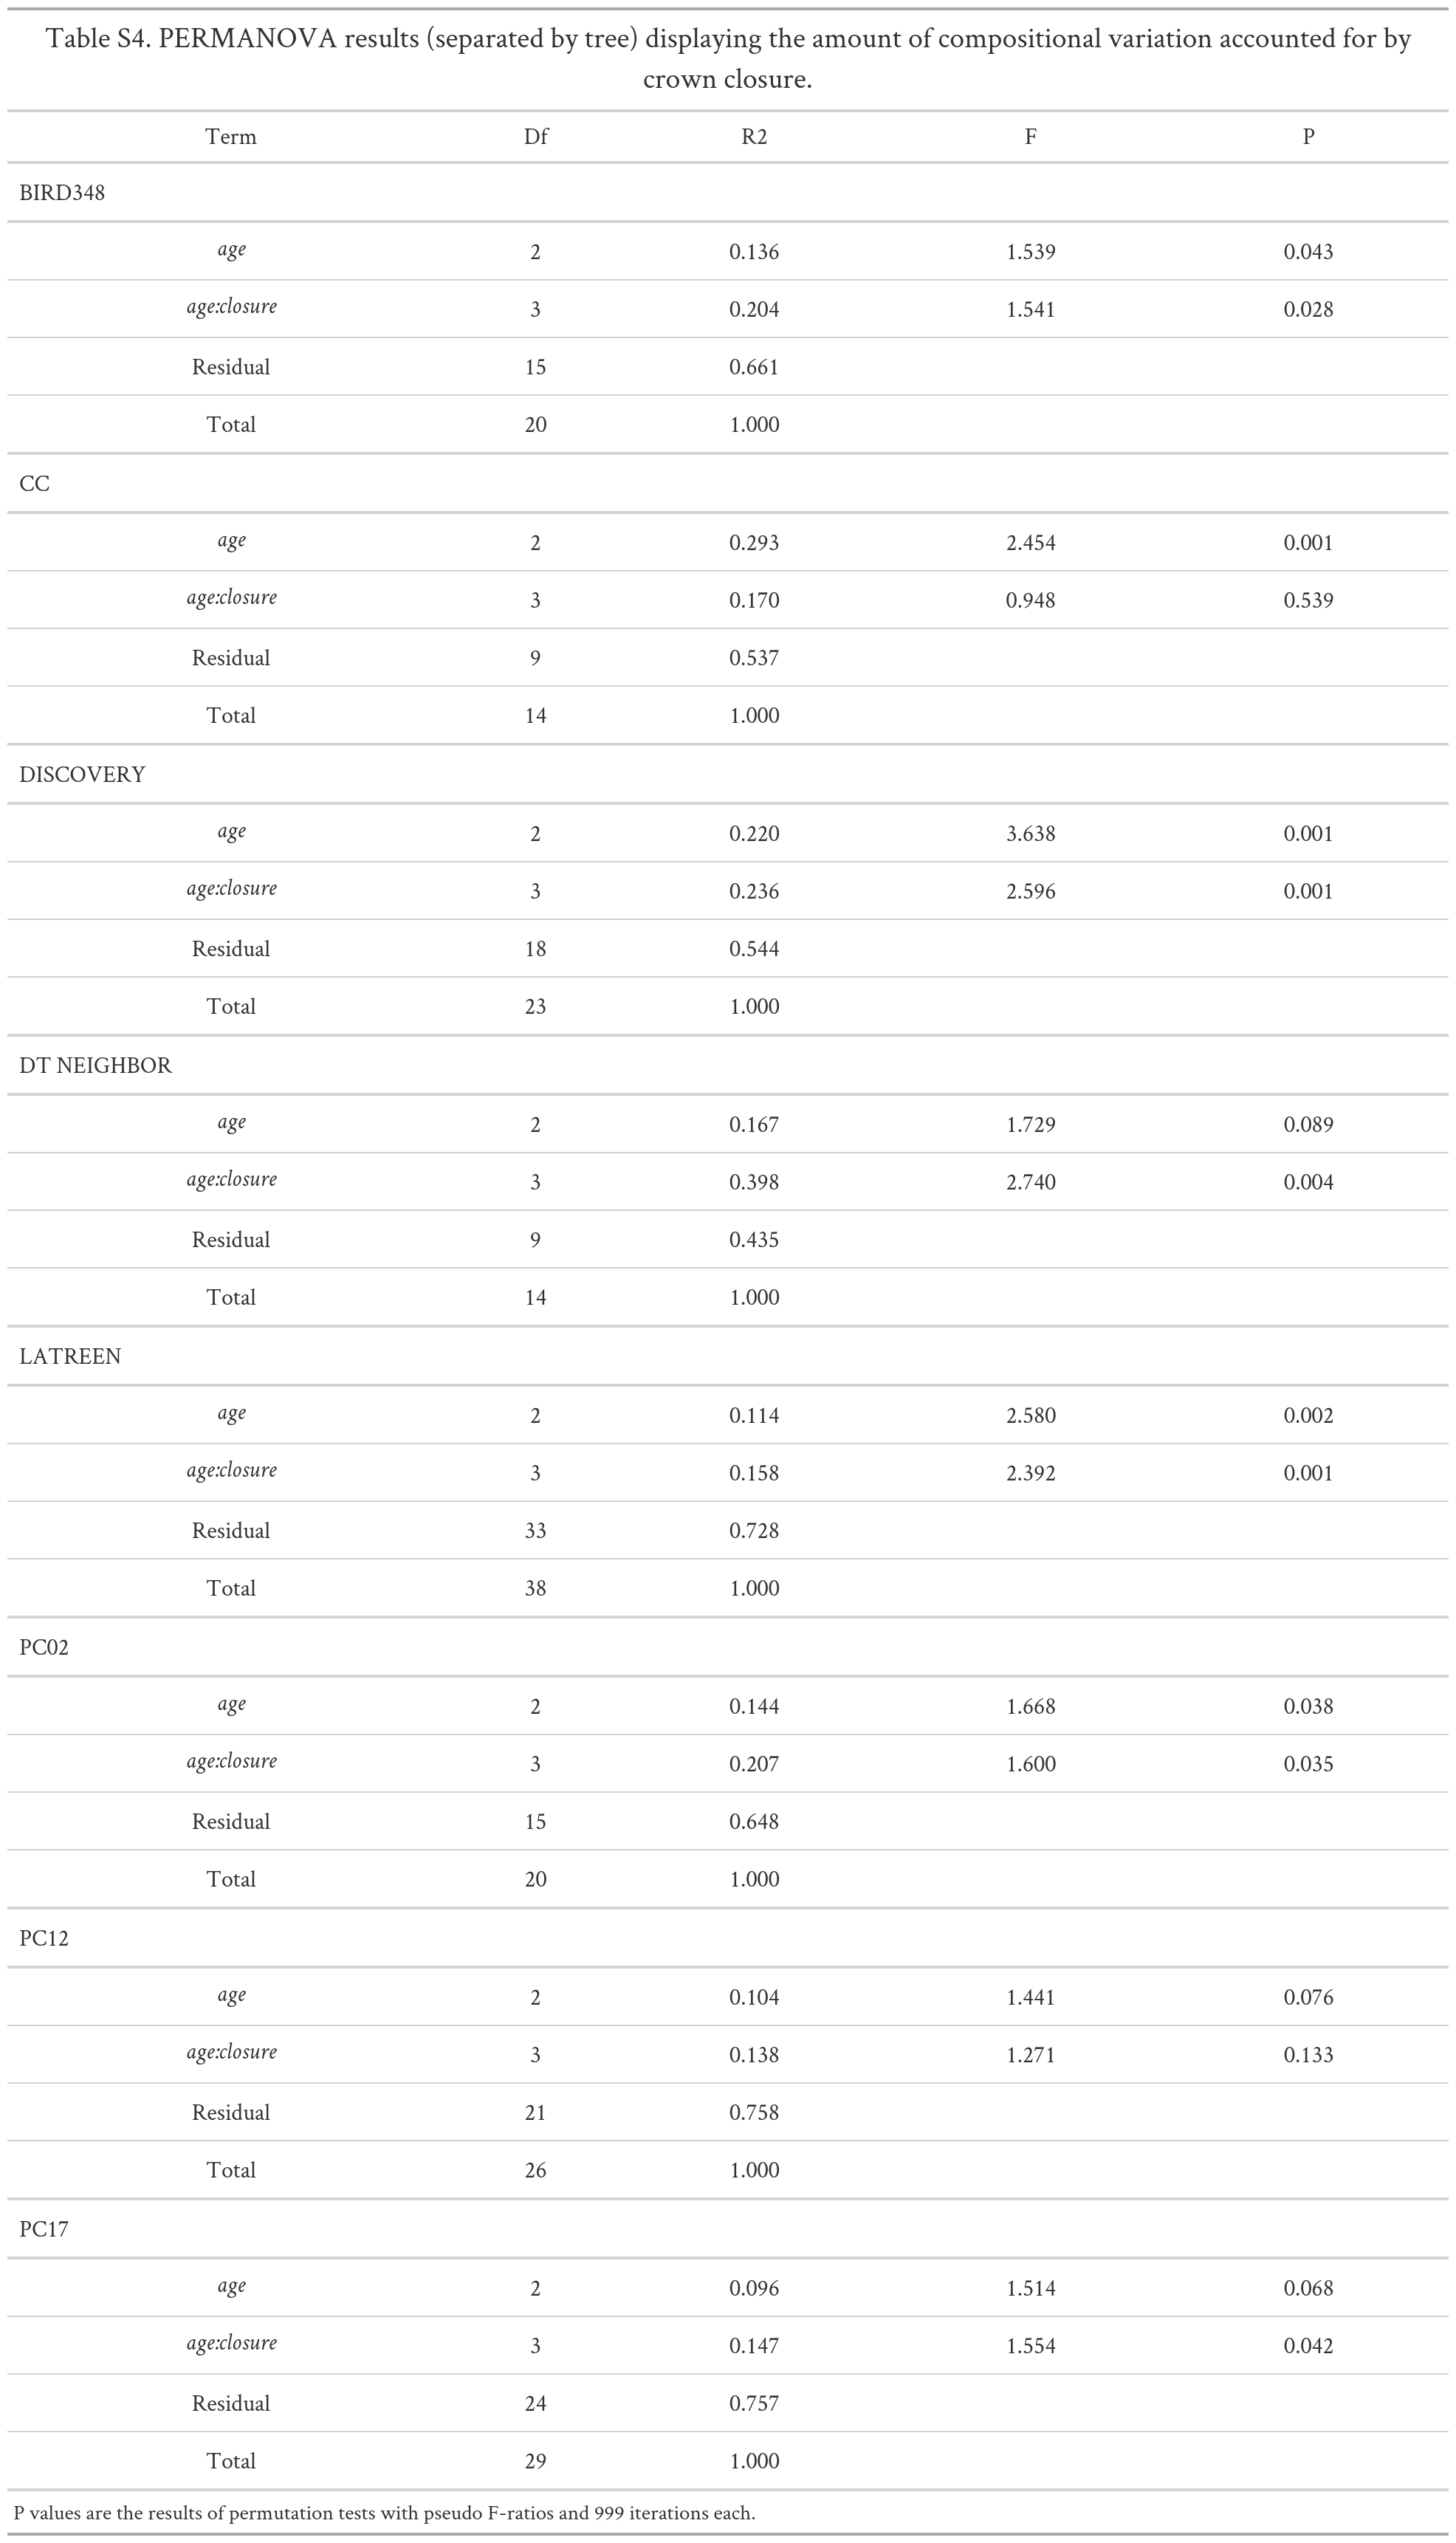 Table S4. PERMANOVA results (separated by tree) displaying the amount of compositional variation accounted for by
crown closure.
Term Df R2 F P
BIRD348
age 2 0.136 1.539 0.043
age:closure 3 0.204 1.541 0.028
Residual 15 0.661
Total 20 1.000
CC
age 2 0.293 2.454 0.001
age:closure 3 0.170 0.948 0.539
Residual 9 0.537
Total 14 1.000
DISCOVERY
age 2 0.220 3.638 0.001
age:closure 3 0.236 2.596 0.001
Residual 18 0.544
Total 23 1.000
DT NEIGHBOR
age 2 0.167 1.729 0.089
age:closure 3 0.398 2.740 0.004
Residual 9 0.435
Total 14 1.000
LATREEN
age 2 0.114 2.580 0.002
age:closure 3 0.158 2.392 0.001
Residual 33 0.728
Total 38 1.000
PC02
age 2 0.144 1.668 0.038
age:closure 3 0.207 1.600 0.035
Residual 15 0.648
Total 20 1.000
PC12
age 2 0.104 1.441 0.076
age:closure 3 0.138 1.271 0.133
Residual 21 0.758
Total 26 1.000
PC17
age 2 0.096 1.514 0.068
age:closure 3 0.147 1.554 0.042
Residual 24 0.757
Total 29 1.000
P values are the results of permutation tests with pseudo F-ratios and 999 iterations each.